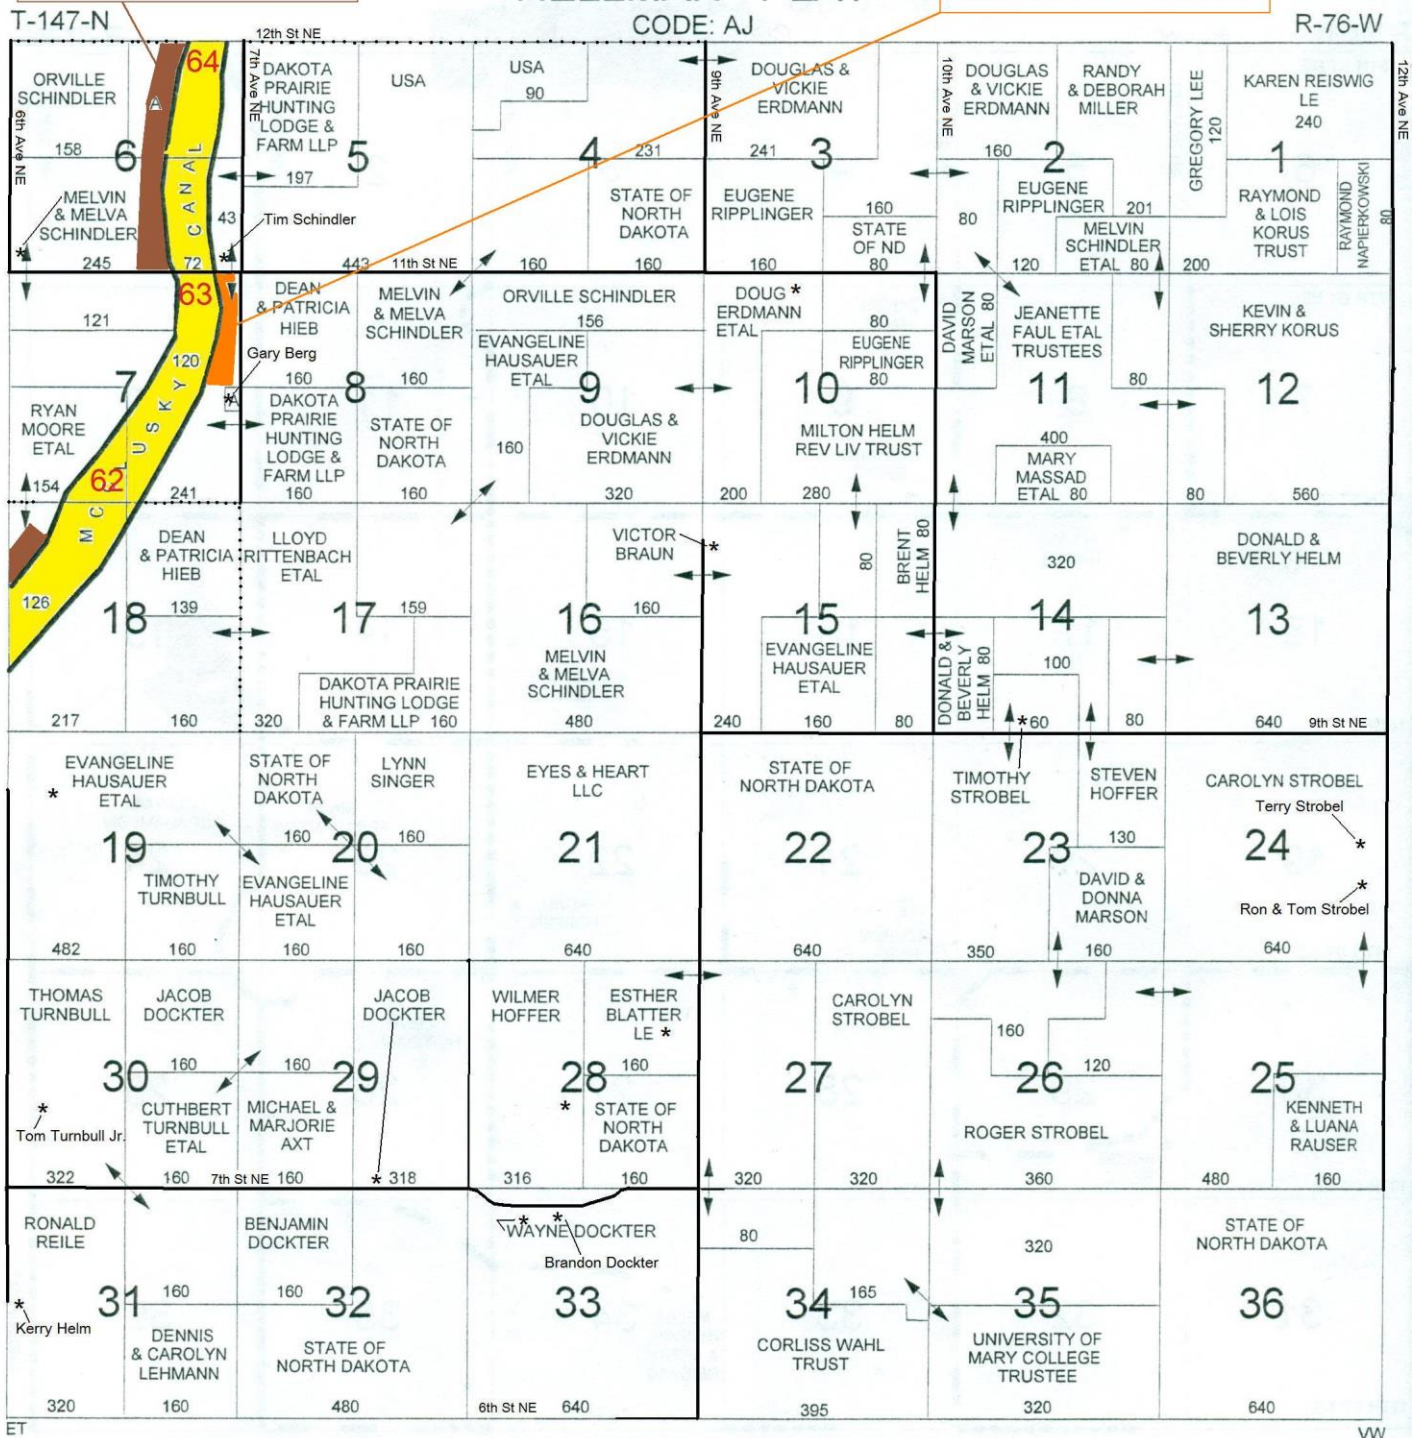 T-147-N
CODE: AJ
R-76-W
12th St NE
6th Ave NE
7th Ave NE
9th Ave NE
10th Ave NE
12th Ave NE
ORVILLE
SCHINDLER
158
6
A
64
MELVIN
& MELVA
SCHINDLER
245
CANAL
43
72
Tim Schindler
*
*
DAKOTA
PRAIRIE
HUNTING
LODGE &
FARM LLP
197
5
USA
443
11th St NE
USA
90
4
231
STATE OF
NORTH
DAKOTA
160
160
DOUGLAS &
VICKIE
ERDMANN
241
3
EUGENE
RIPPLINGER
160
STATE
OF ND
160
80
DOUGLAS
& VICKIE
ERDMANN
160
2
RANDY
& DEBORAH
MILLER
EUGENE
RIPPLINGER
201
80
MELVIN
SCHINDLER
ETAL 80
120
GREGORY LEE
120
200
KAREN REISWIG
LE
240
1
RAYMOND
& LOIS
KORUS
TRUST
RAYMOND
NAPIERKOWSKI
80
63
121
7
120
MCCLUSKY
RYAN
MOORE
ETAL
154
62
241
Gary Berg
*
A
DEAN
& PATRICIA
HIEB
160
8
MELVIN
& MELVA
SCHINDLER
160
DAKOTA
PRAIRIE
HUNTING
LODGE &
FARM LLP
160
STATE OF
NORTH
DAKOTA
160
ORVILLE SCHINDLER
156
EVANGELINE
HAUSAUER
ETAL
9
160
DOUGLAS &
VICKIE
ERDMANN
320
DOUG *
ERDMANN
ETAL
80
EUGENE
RIPPLINGER
80
10
MILTON HELM
REV LIV TRUST
200
280
DAVID
MARSON
ETAL 80
JEANETTE
FAUL ETAL
TRUSTEES
11
80
400
MARY
MASSAD
ETAL 80
80
KEVIN &
SHERRY KORUS
12
560
126
18
DEAN
& PATRICIA
HIEB
139
217
160
LLOYD
RITTENBACH
ETAL
17
159
DAKOTA PRAIRIE
HUNTING LODGE
& FARM LLP 160
320
VICTOR
BRAUN
*
16
160
MELVIN
& MELVA
SCHINDLER
480
80
BRENT
HELM 80
15
EVANGELINE
HAUSAUER
ETAL
240
160
80
320
14
DONALD &
BEVERLY
HELM 80
100
*
60
80
DONALD &
BEVERLY HELM
13
640
9th St NE
EVANGELINE
HAUSAUER
ETAL
*
19
TIMOTHY
TURNBULL
482
160
STATE OF
NORTH
DAKOTA
160
20
LYNN
SINGER
160
EVANGELINE
HAUSAUER
ETAL
160
160
EYES & HEART
LLC
21
640
STATE OF
NORTH DAKOTA
22
640
TIMOTHY
STROBEL
23
STEVEN
HOFFER
130
DAVID &
DONNA
MARSON
350
160
CAROLYN STROBEL
Terry Strobel
24
*
*
Ron & Tom Strobel
640
THOMAS
TURNBULL
JACOB
DOCKTER
160
30
*
Tom Turnbull Jr.
CUTHBERT
TURNBULL
ETAL
322
160
7th St NE
JACOB
DOCKTER
160
29
MICHAEL &
MARJORIE
AXT
160
*
318
WILMER
HOFFER
ESTHER
BLATTER
LE *
28
160
*
STATE OF
NORTH
DAKOTA
316
160
CAROLYN
STROBEL
27
320
320
160
26
120
ROGER STROBEL
360
25
KENNETH
& LUANA
RAUSER
480
160
RONALD
REILE
31
160
*
Kerry Helm
DENNIS
& CAROLYN
LEHMANN
320
160
BENJAMIN
DOCKTER
160
32
STATE OF
NORTH DAKOTA
480
*
*
WAYNE DOCKTER
Brandon Dockter
33
6th St NE
640
80
34
165
CORLISS WAHL
TRUST
395
320
35
UNIVERSITY OF
MARY COLLEGE
TRUSTEE
320
STATE OF
NORTH DAKOTA
36
640
ET
VW